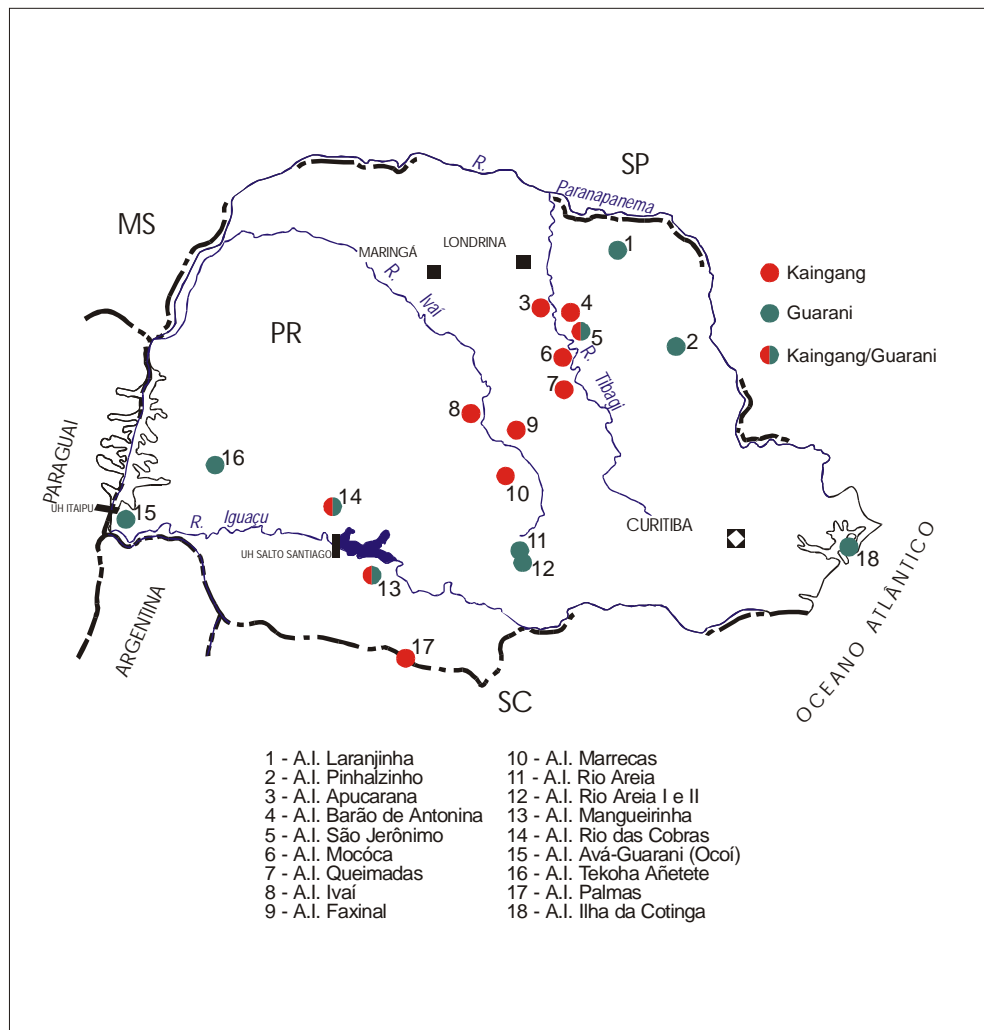 SP
R.
Paranapanema
MS
LONDRINA
MARINGÁ
1
Kaingang
R.
Ivaí
3
4
Guarani
PR
5
2
Kaingang/Guarani
6
R. Tibagi
7
8
9
16
PARAGUAI
10
14
UH ITAIPU
15
R. Iguaçu
CURITIBA
UH SALTO SANTIAGO
11
12
18
13
ARGENTINA
OCEANO ATLÂNTICO
17
SC
1 - A.I. Laranjinha
2 - A.I. Pinhalzinho
3 - A.I. Apucarana
4 - A.I. Barão de Antonina
5 - A.I. São Jerônimo
6 - A.I. Mocóca
7 - A.I. Queimadas
8 - A.I. Ivaí
9 - A.I. Faxinal
10 - A.I. Marrecas
11 - A.I. Rio Areia
12 - A.I. Rio Areia I e II
13 - A.I. Mangueirinha
14 - A.I. Rio das Cobras
15 - A.I. Avá-Guarani (Ocoí)
16 - A.I. Tekoha Añetete
17 - A.I. Palmas
18 - A.I. Ilha da Cotinga